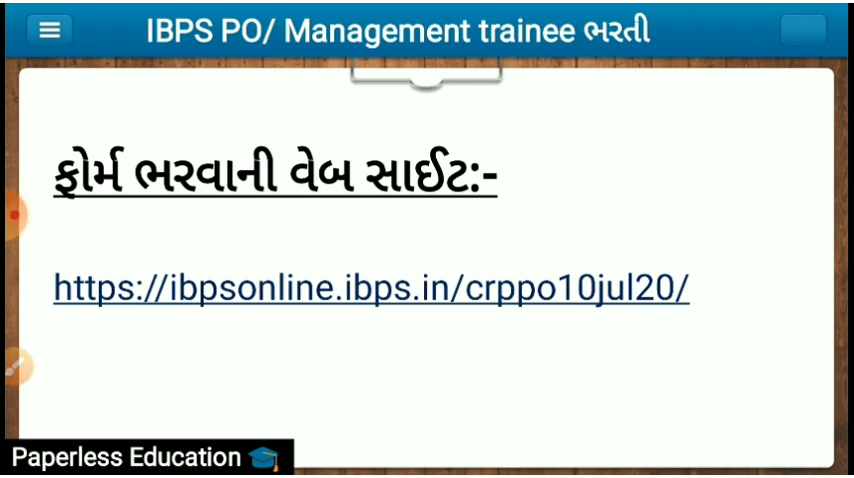 IBPS PO/ Management trainee ભરતી
ફોર્મ ભરવાની વેબ સાઈટ:-
https://ibpsonline.ibps.in/crppo10jul20/
Paperless Education